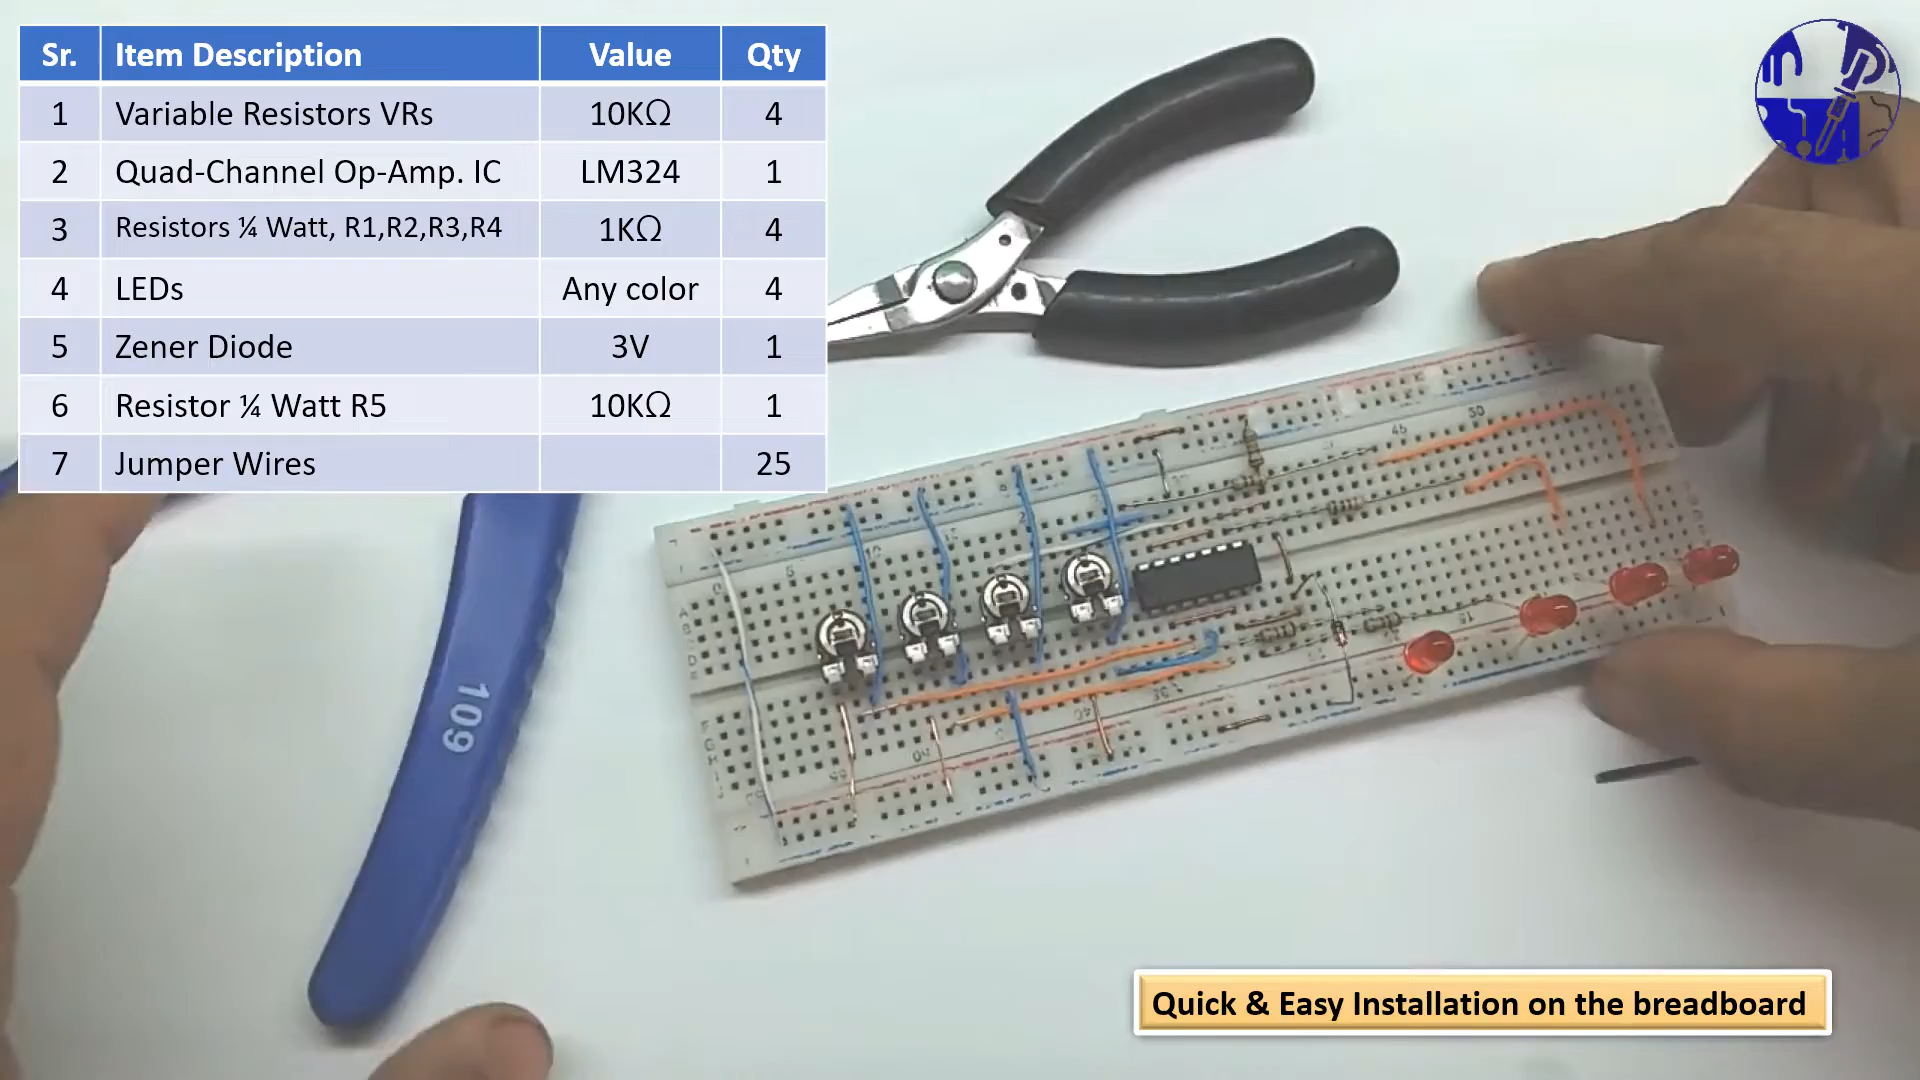 Sr. Item Description Value Qty
1 Variable Resistors VRs 10KΩ 4
2 Quad-Channel Op-Amp. IC LM324 1
3 Resistors ¼ Watt, R1,R2,R3,R4 1KΩ 4
4 LEDs Any color 4
5 Zener Diode 3V 1
6 Resistor ¼ Watt R5 10KΩ 1
7 Jumper Wires 25
109
Quick & Easy Installation on the breadboard